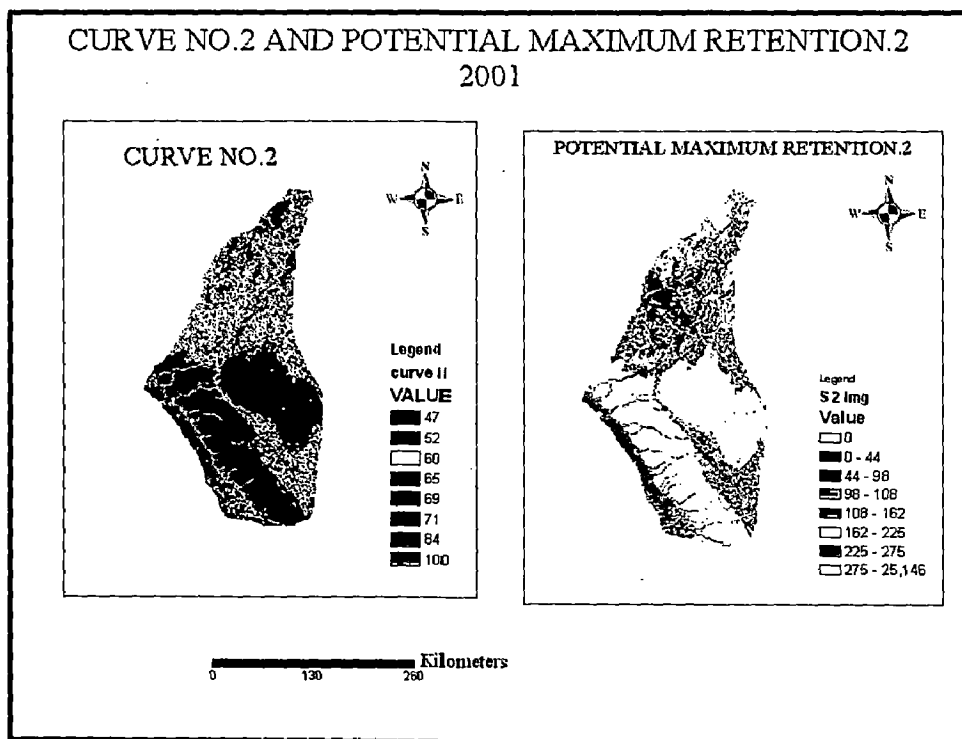 CURVE NO.2 AND POTENTIAL MAXIMUM RETENTION.2
2001
CURVE NO.2
N
W E
S
Legend
curve II
VALUE
47
52
60
65
69
71
84
100
POTENTIAL MAXIMUM RETENTION.2
N
W E
S
Legend
S 2 Img
Value
0
0 - 44
44 - 98
98 - 108
108 - 162
162 - 225
225 - 275
275 - 25,146
Kilometers
0 130 260